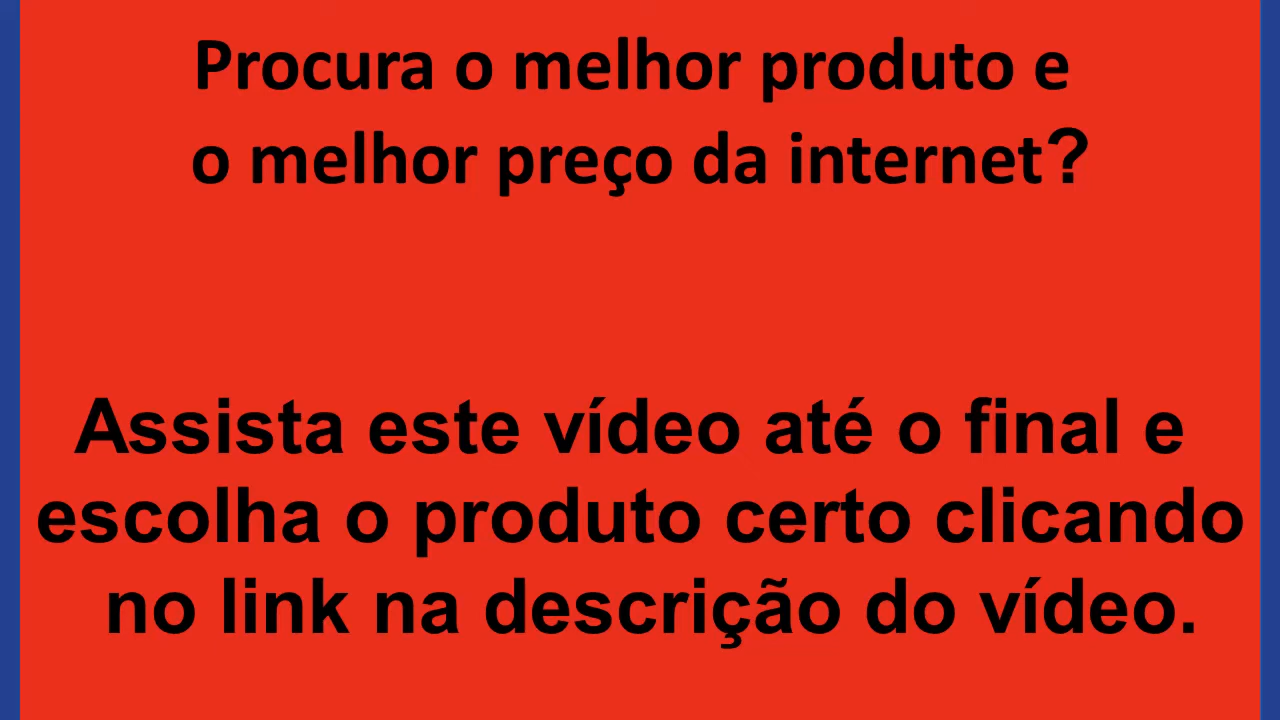 Procura o melhor produto e
o melhor preço da internet?
Assista este vídeo até o final e
escolha o produto certo clicando
no link na descrição do vídeo.